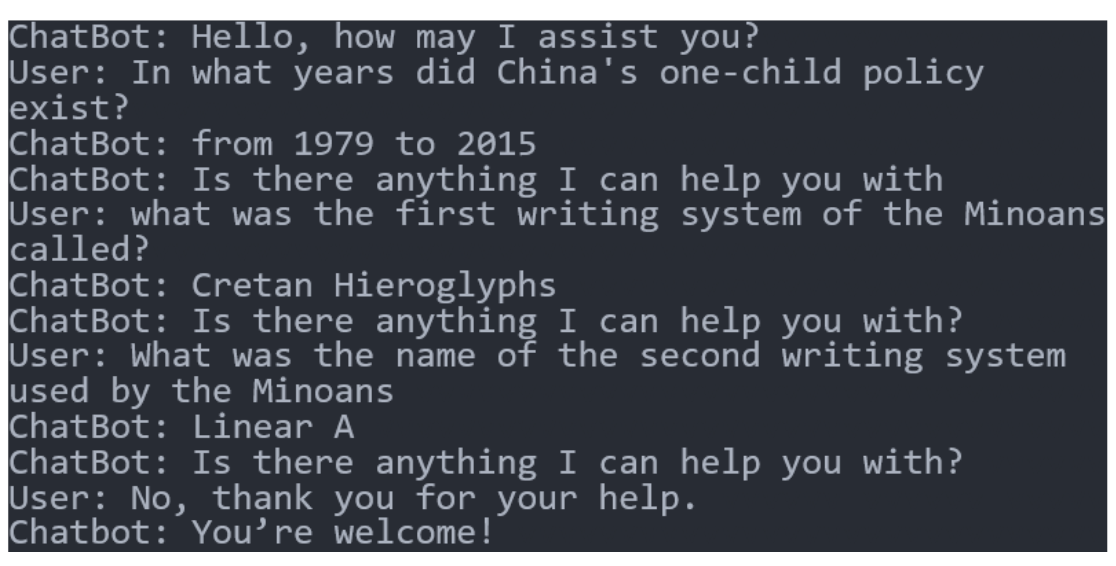 ChatBot: Hello, how may I assist you?
User: In what years did China's one-child policy
exist?
ChatBot: from 1979 to 2015
ChatBot: Is there anything I can help you with
User: what was the first writing system of the Minoans
called?
ChatBot: Cretan Hieroglyphs
ChatBot: Is there anything I can help you with?
User: What was the name of the second writing system
used by the Minoans
ChatBot: Linear A
ChatBot: Is there anything I can help you with?
User: No, thank you for your help.
Chatbot: You’re welcome!